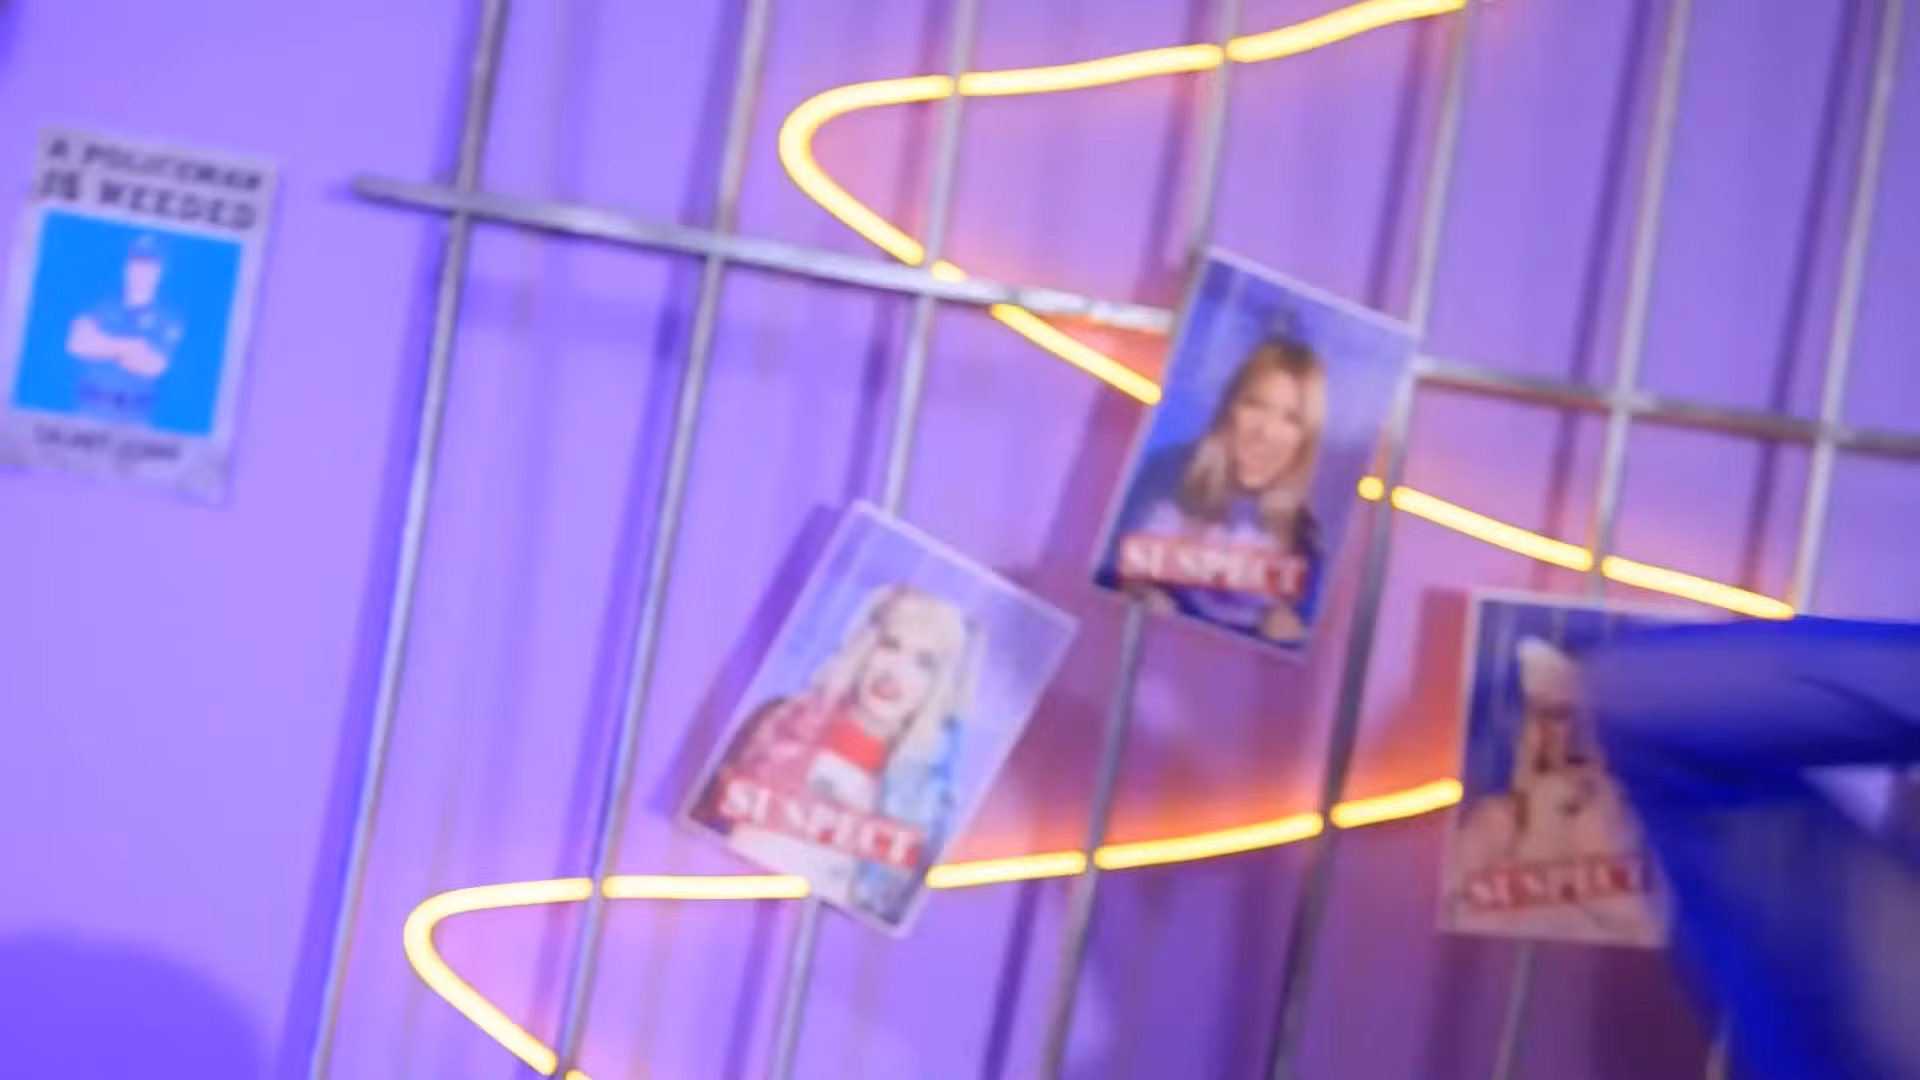 A POLICEMAN
IS NEEDED
SUSPECT
SUSPECT
SUSPECT